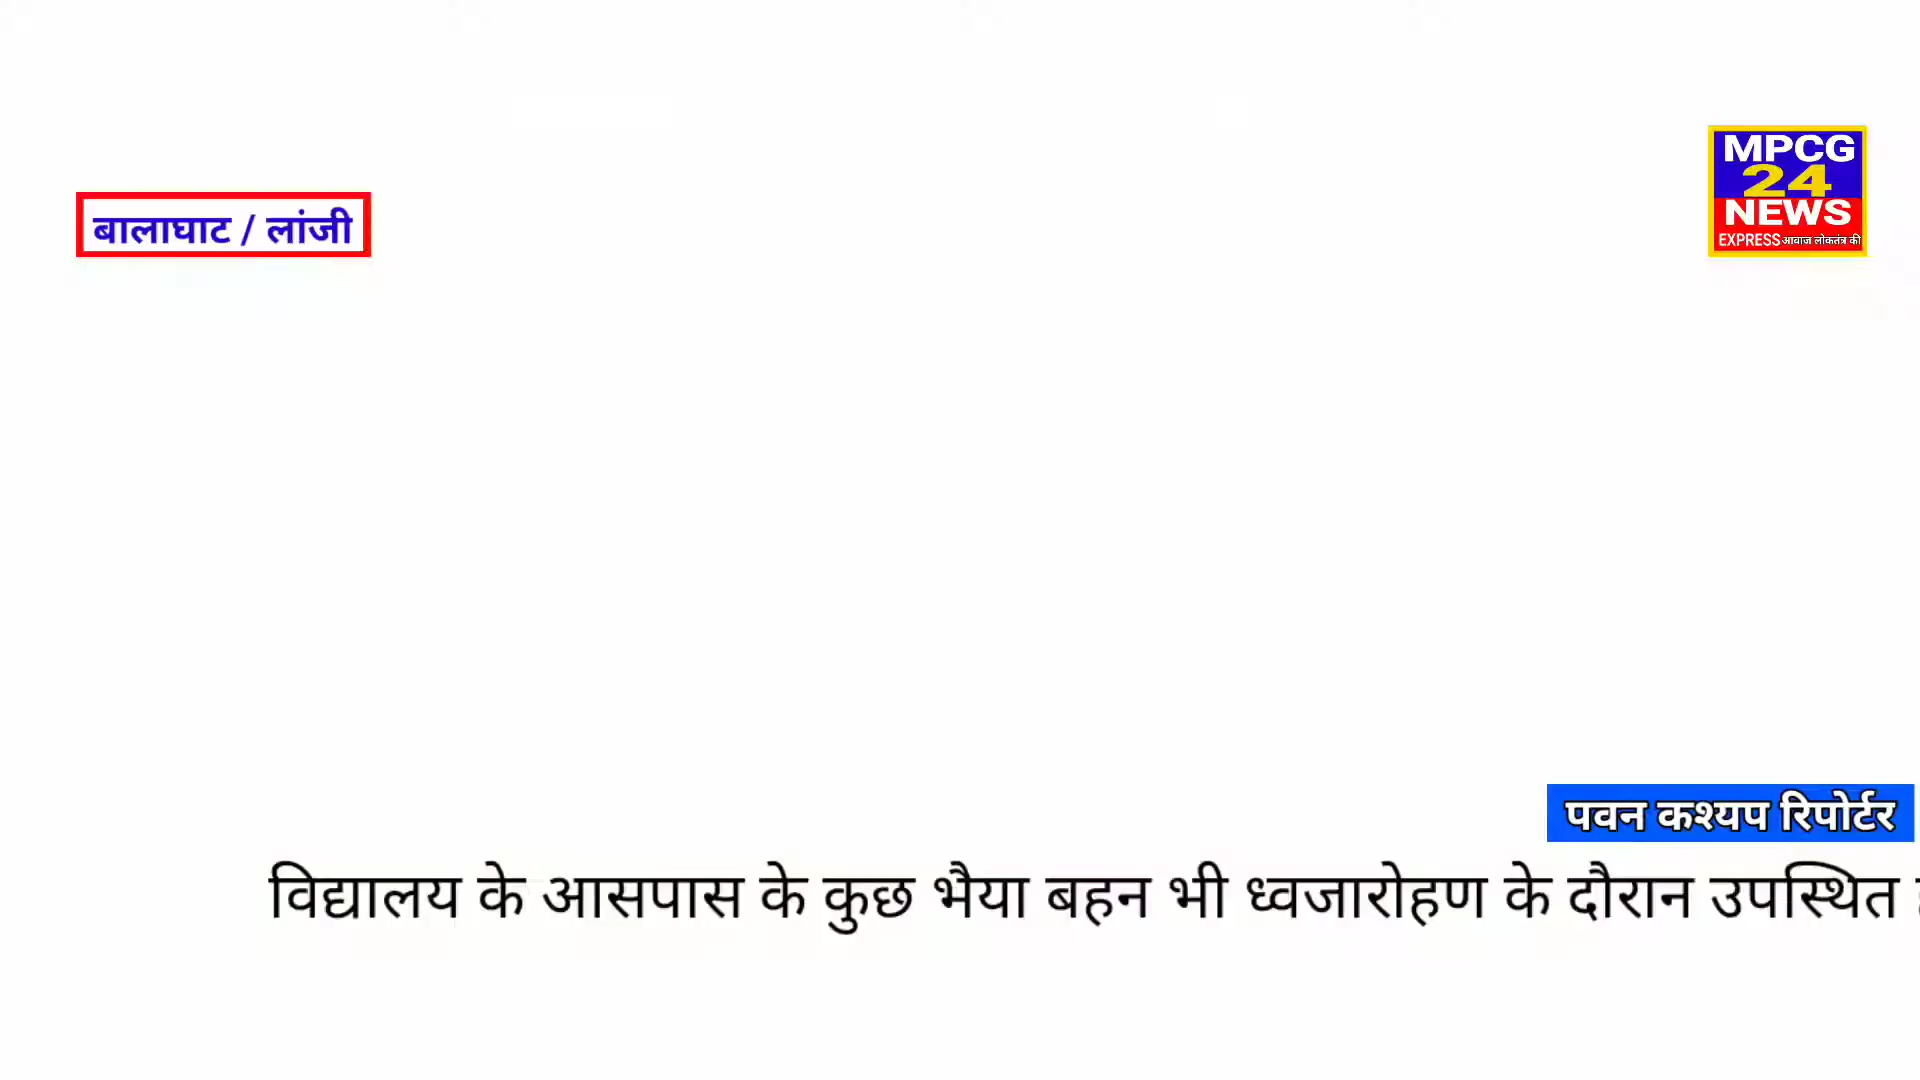 MPCG
24
NEWS
EXPRESS आवाज लोकतंत्र की
बालाघाट / लांजी
पवन कश्यप रिपोर्टर
विद्यालय के आसपास के कुछ भैया बहन भी ध्वजारोहण के दौरान उपस्थित